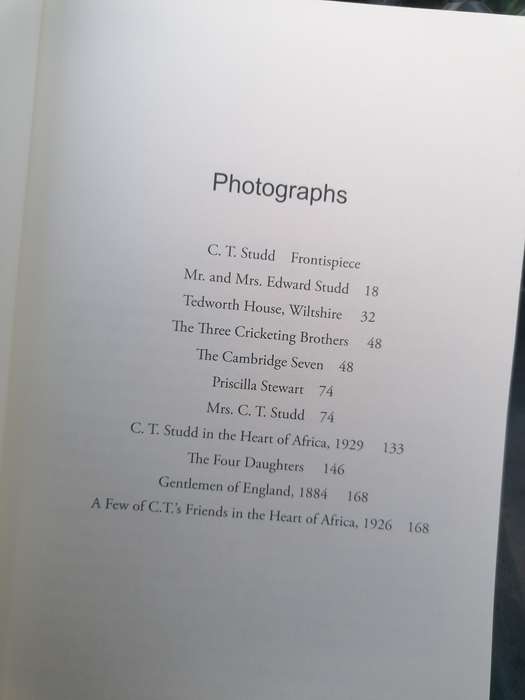 Photographs
C. T. Studd Frontispiece
Mr. and Mrs. Edward Studd 18
Tedworth House, Wiltshire 32
The Three Cricketing Brothers 48
The Cambridge Seven 48
Priscilla Stewart 74
Mrs. C. T. Studd 74
C. T. Studd in the Heart of Africa, 1929 133
The Four Daughters 146
Gentlemen of England, 1884 168
A Few of C.T.'s Friends in the Heart of Africa, 1926 168